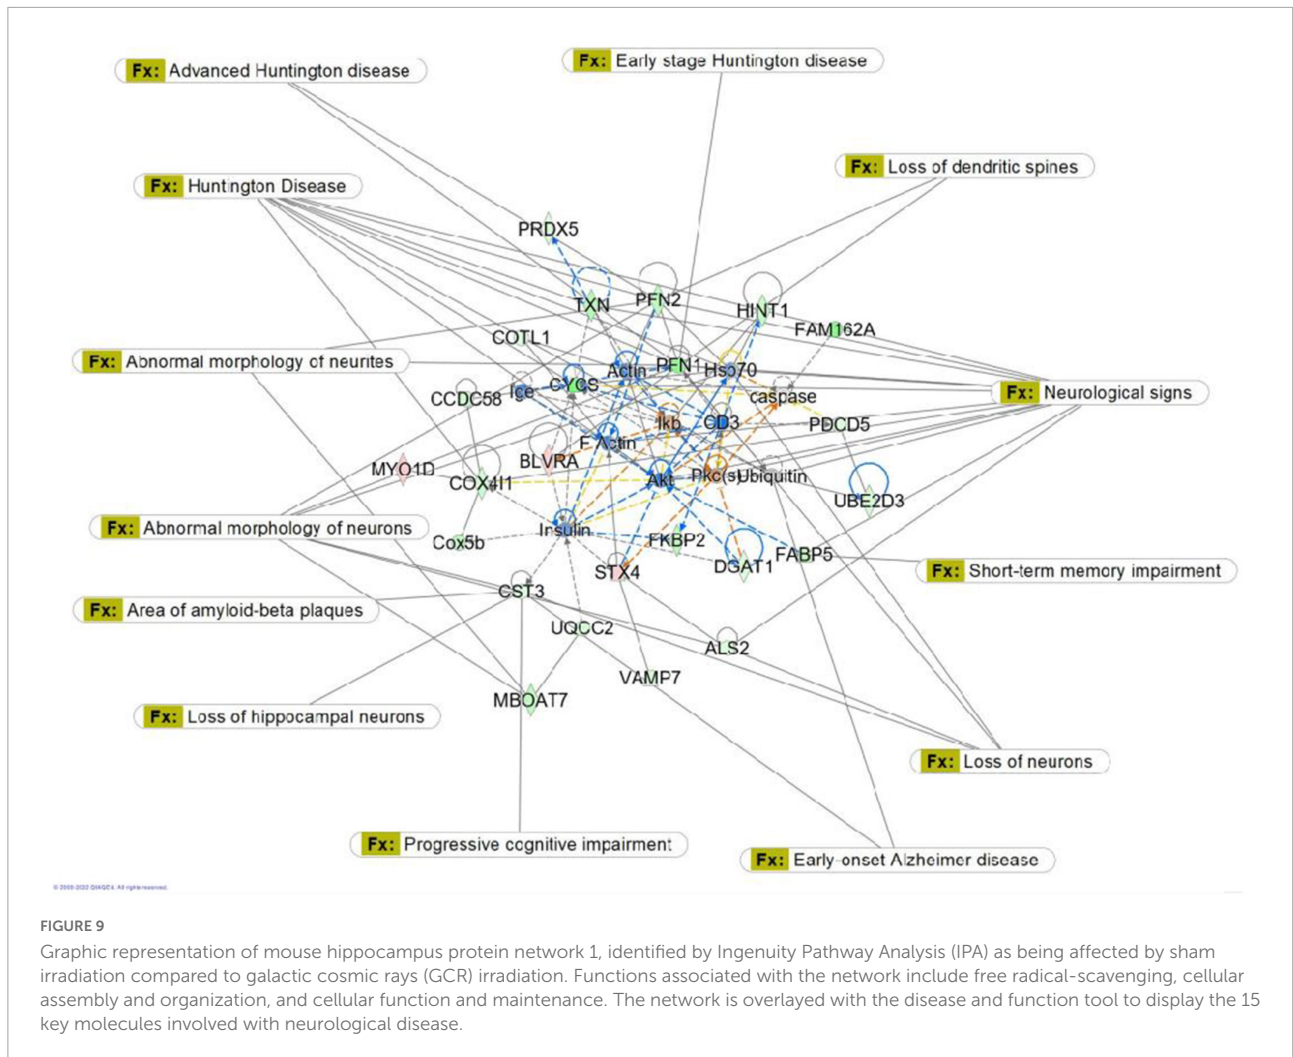 Fx: Advanced Huntington disease
Fx: Early stage Huntington disease
Fx: Loss of dendritic spines
Fx: Huntington Disease
PRDX5
TXN
PFN2
HINT1
FAM162A
COTL1
Fx: Abnormal morphology of neurites
Actin
PFN1
Hsp70
Fx: Neurological signs
CCDC58
Ice
CYCS
caspase
Ikb
CD3
PDCD5
F Actin
BLVRA
MYO1D
COX4I1
Akt
Pkc(s)
Ubiquitin
UBE2D3
Fx: Abnormal morphology of neurons
Cox5b
Insulin
FKBP2
DGAT1
FABP5
STX4
Fx: Short-term memory impairment
CST3
Fx: Area of amyloid-beta plaques
UQCC2
ALS2
VAMP7
MBOAT7
Fx: Loss of hippocampal neurons
Fx: Loss of neurons
Fx: Progressive cognitive impairment
Fx: Early-onset Alzheimer disease
© 2000-2022 QIAGEN. All rights reserved.
FIGURE 9
Graphic representation of mouse hippocampus protein network 1, identified by Ingenuity Pathway Analysis (IPA) as being affected by sham
irradiation compared to galactic cosmic rays (GCR) irradiation. Functions associated with the network include free radical-scavenging, cellular
assembly and organization, and cellular function and maintenance. The network is overlayed with the disease and function tool to display the 15
key molecules involved with neurological disease.